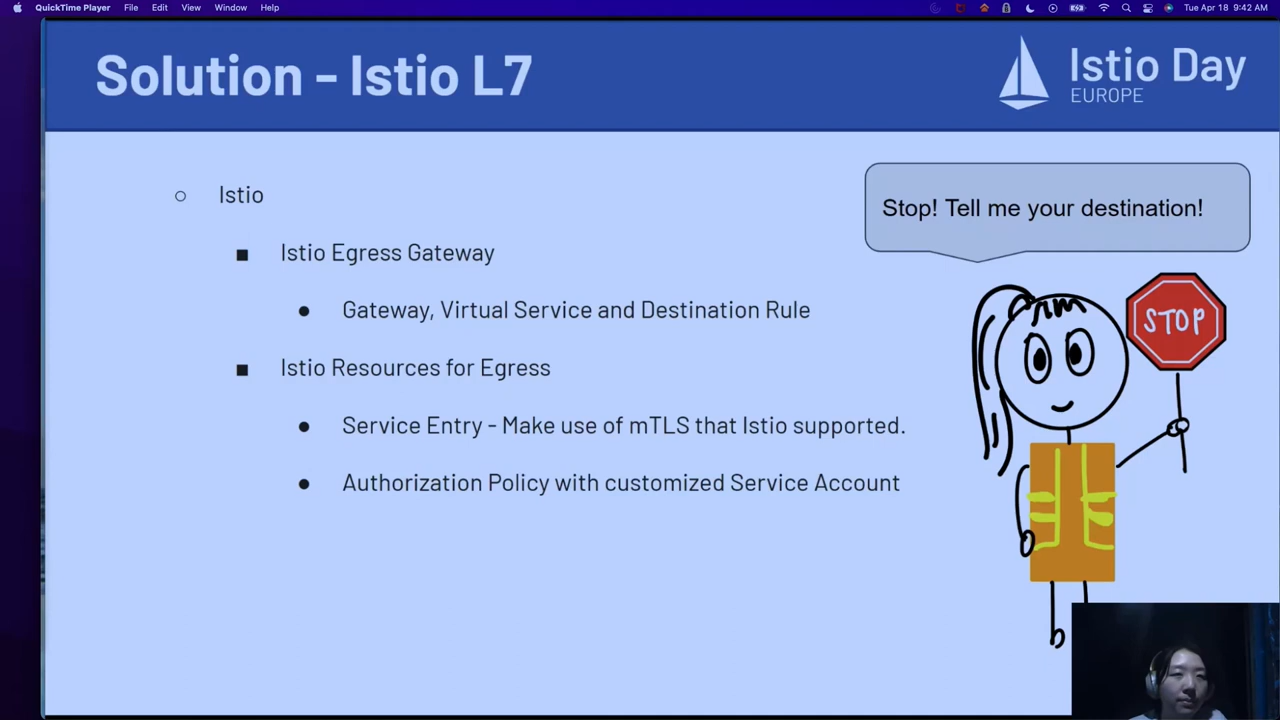 QuickTime Player File Edit View Window Help Tue Apr 18 9:42 AM
Solution - Istio L7
Istio Day
EUROPE
Istio
Stop! Tell me your destination!
Istio Egress Gateway
Gateway, Virtual Service and Destination Rule
STOP
Istio Resources for Egress
Service Entry - Make use of mTLS that Istio supported.
Authorization Policy with customized Service Account